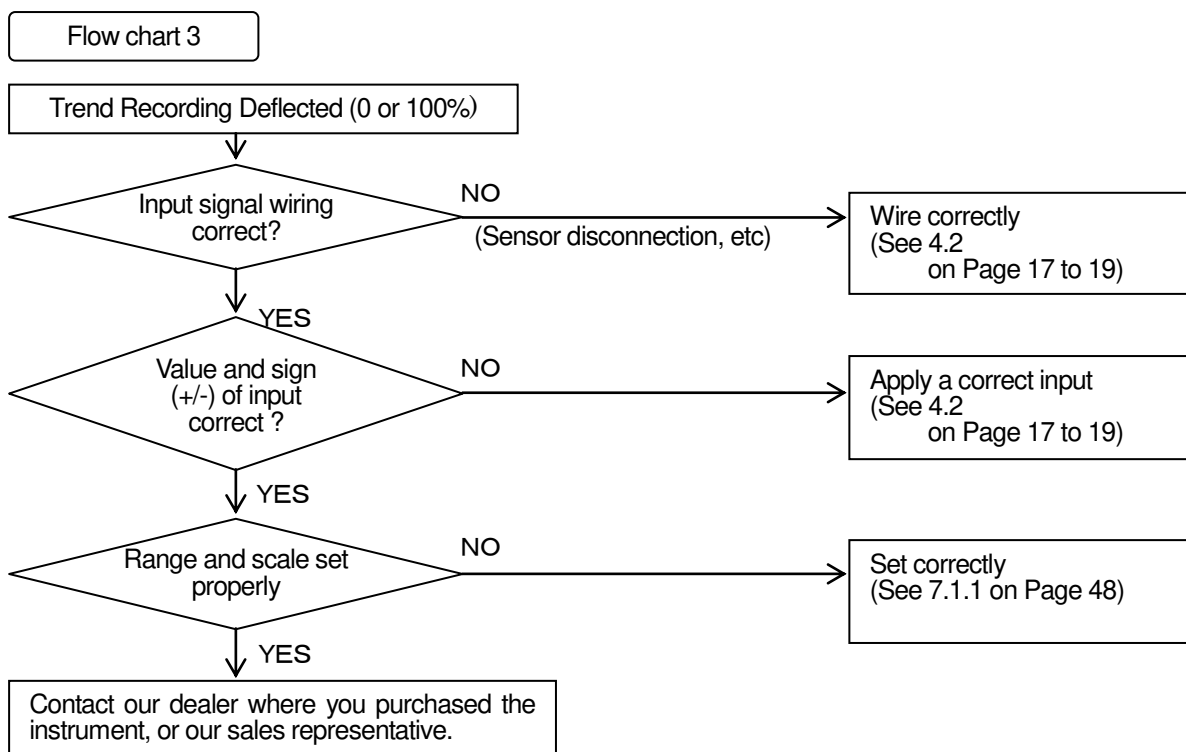 Flow chart 3
Trend Recording Deflected (0 or 100%)
Input signal wiring
correct?
NO
(Sensor disconnection, etc)
Wire correctly
(See 4.2
on Page 17 to 19)
YES
Value and sign
(+/-) of input
correct ?
NO
Apply a correct input
(See 4.2
on Page 17 to 19)
YES
Range and scale set
properly
NO
Set correctly
(See 7.1.1 on Page 48)
YES
Contact our dealer where you purchased the
instrument, or our sales representative.